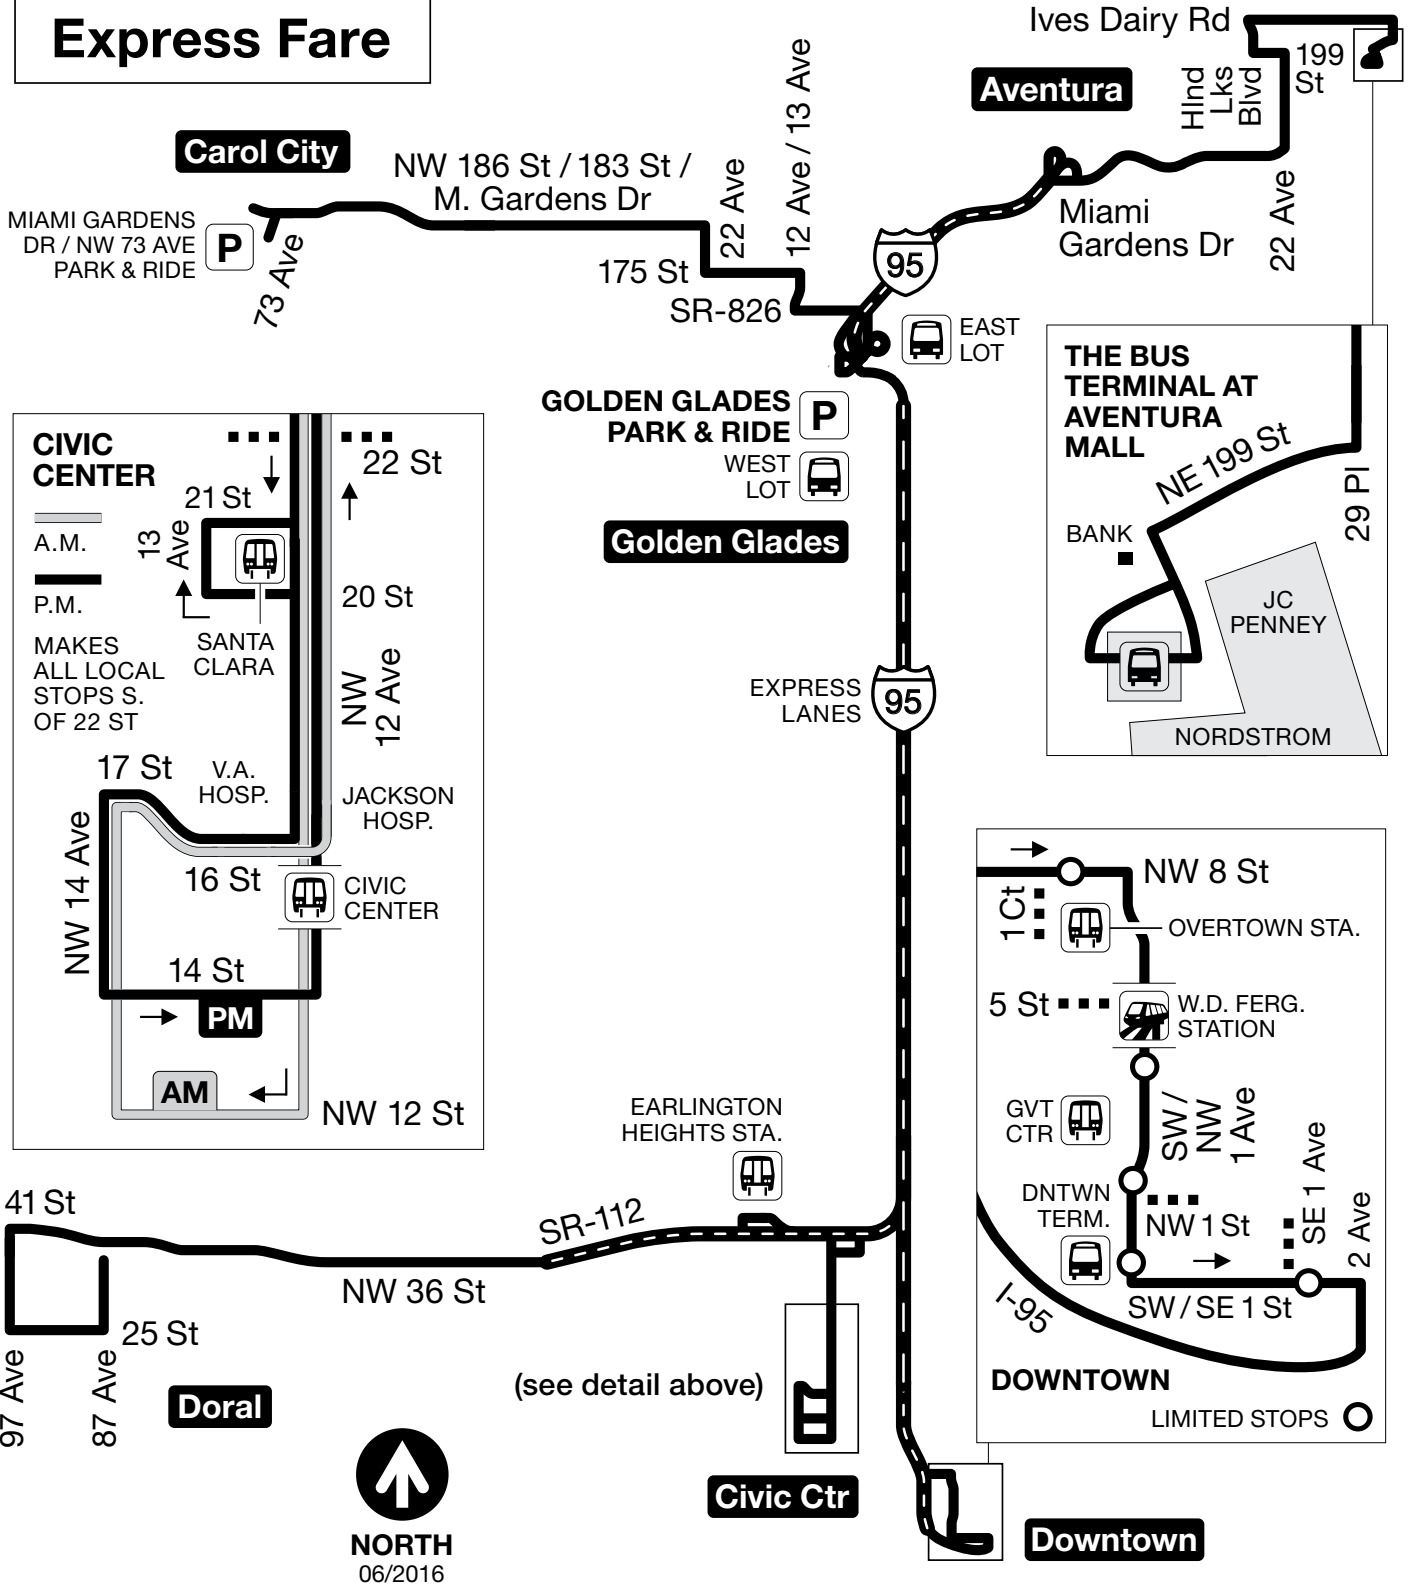 Express Fare
Ives Dairy Rd
199
St
Hlnd
Lks
Blvd
Aventura
12 Ave / 13 Ave
22 Ave
Carol City
NW 186 St / 183 St /
M. Gardens Dr
MIAMI GARDENS
DR / NW 73 AVE
PARK & RIDE
P
73 Ave
175 St
SR-826
95
Miami
Gardens Dr
22 Ave
EAST
LOT
GOLDEN GLADES
PARK & RIDE
P
WEST
LOT
Golden Glades
THE BUS
TERMINAL AT
AVENTURA
MALL
NE 199 St
29 Pl
BANK
JC
PENNEY
NORDSTROM
CIVIC
CENTER
A.M.
P.M.
MAKES
ALL LOCAL
STOPS S.
OF 22 ST
22 St
21 St
13
Ave
20 St
SANTA
CLARA
NW
12 Ave
17 St
V.A.
HOSP.
JACKSON
HOSP.
NW 14 Ave
16 St
CIVIC
CENTER
14 St
PM
AM
NW 12 St
EXPRESS
LANES
95
NW 8 St
1 Ct
OVERTOWN STA.
5 St
W.D. FERG.
STATION
GVT
CTR
SW /
NW
1 Ave
DNTWN
TERM.
NW 1 St
SE 1 Ave
2 Ave
SW / SE 1 St
I-95
DOWNTOWN
LIMITED STOPS
EARLINGTON
HEIGHTS STA.
41 St
SR-112
NW 36 St
25 St
97 Ave
87 Ave
Doral
(see detail above)
Civic Ctr
Downtown
NORTH
06/2016